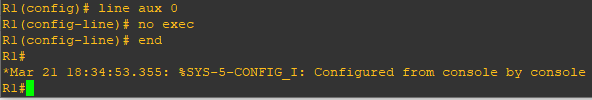 R1(config)# line aux 0
R1(config-line)# no exec
R1(config-line)# end
R1#
*Mar 21 18:34:53.355: %SYS-5-CONFIG_I: Configured from console by console
R1#